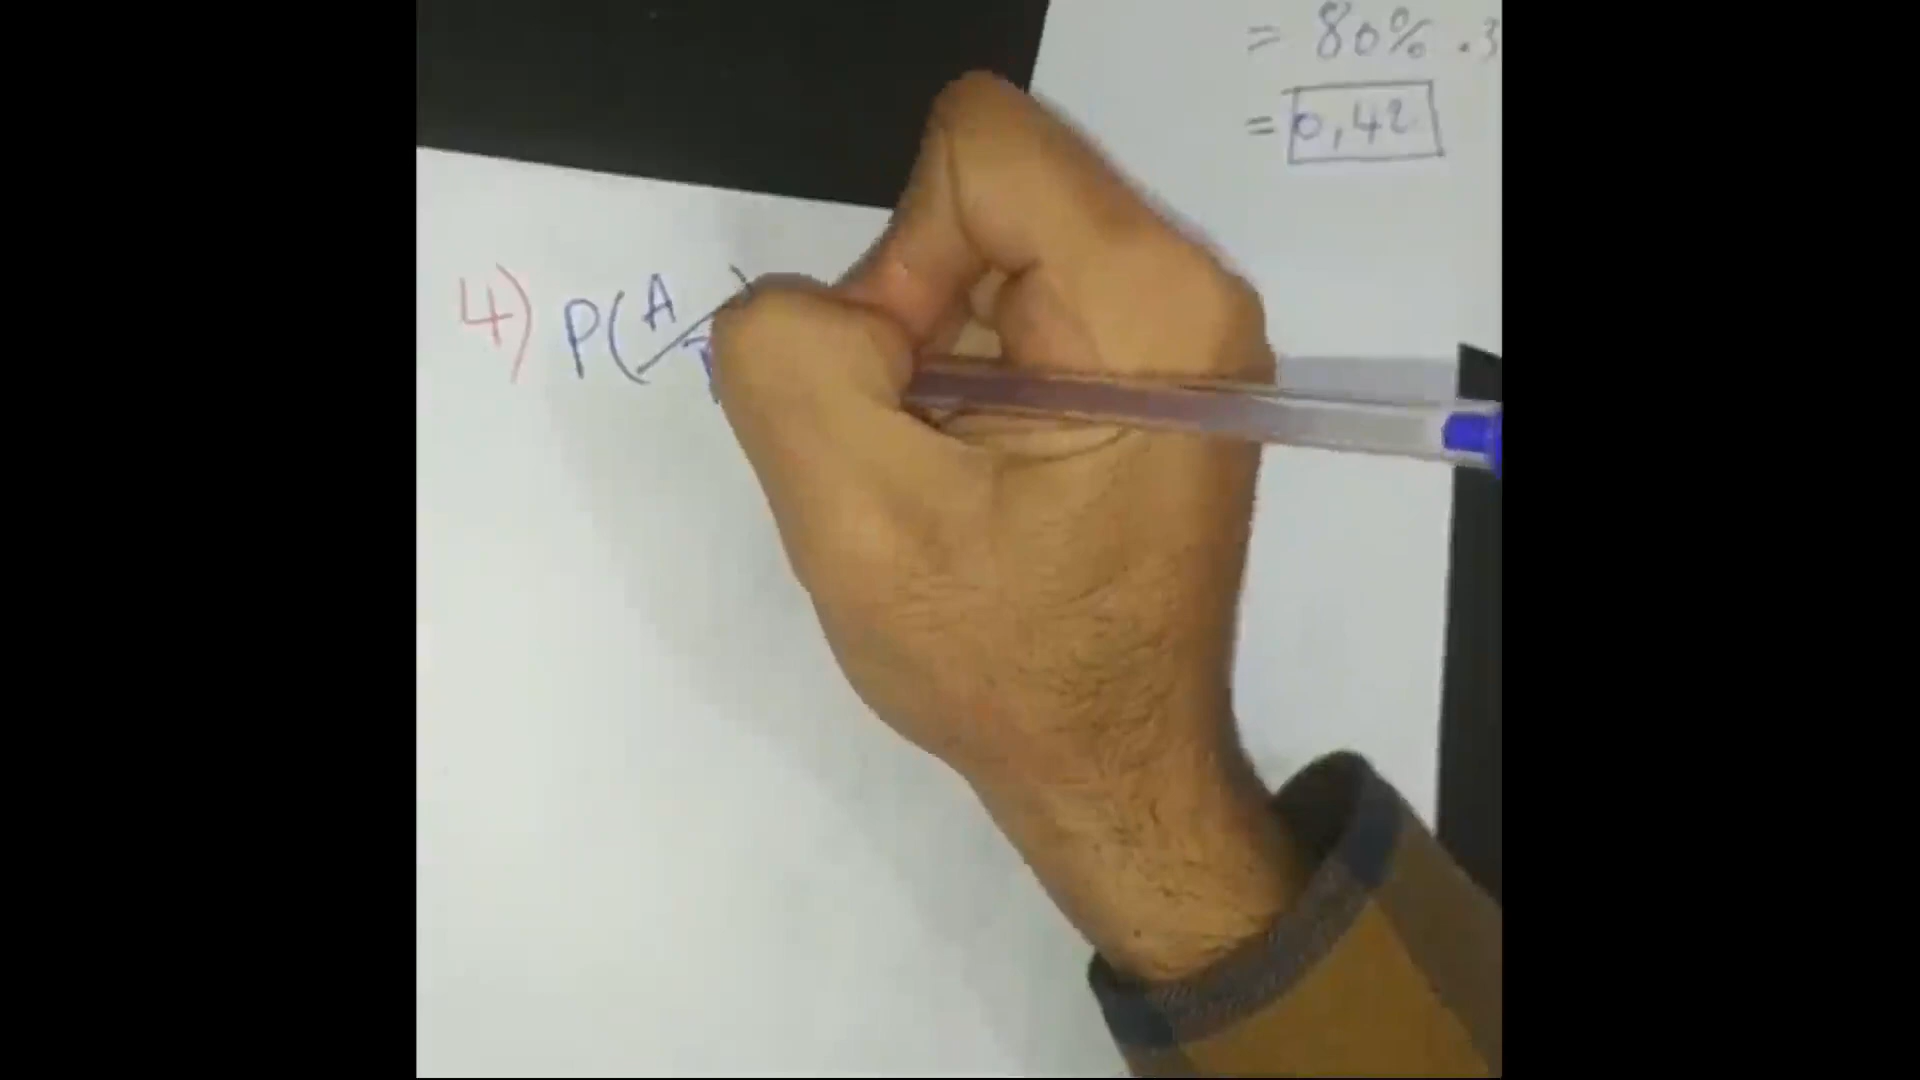 = 80% . 3
= 0,42
4) P(A/